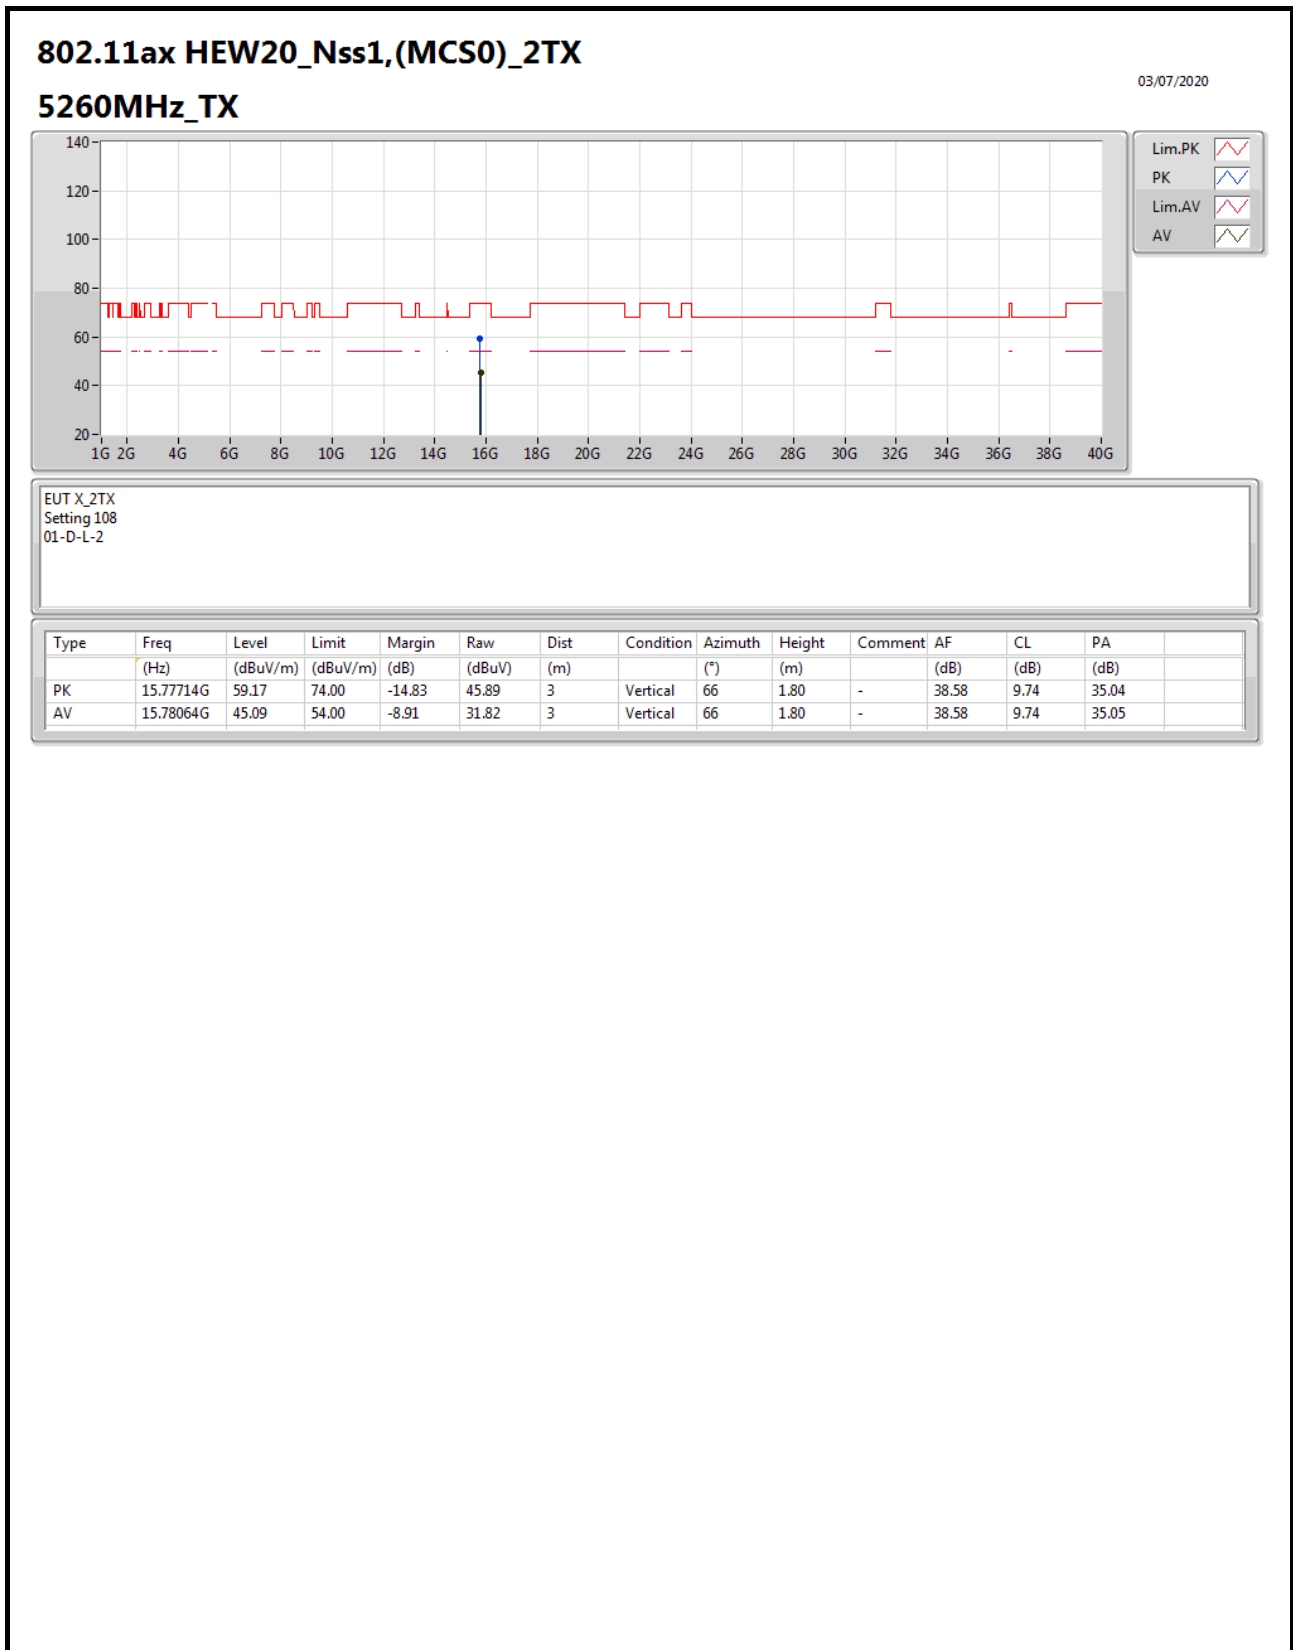 802.11ax HEW20_Nss1,(MCS0)_2TX
03/07/2020
5260MHz_TX
140
120
100
80
60
40
20
1G 2G 4G 6G 8G 10G 12G 14G 16G 18G 20G 22G 24G 26G 28G 30G 32G 34G 36G 38G 40G
Lim.PK
PK
Lim.AV
AV
EUT X_2TX
Setting 108
01-D-L-2
Type Freq Level Limit Margin Raw Dist Condition Azimuth Height Comment AF CL PA
(Hz) (dBuV/m) (dBuV/m) (dB) (dBuV) (m) (°) (m) (dB) (dB) (dB)
PK 15.77714G 59.17 74.00 -14.83 45.89 3 Vertical 66 1.80 - 38.58 9.74 35.04
AV 15.78064G 45.09 54.00 -8.91 31.82 3 Vertical 66 1.80 - 38.58 9.74 35.05